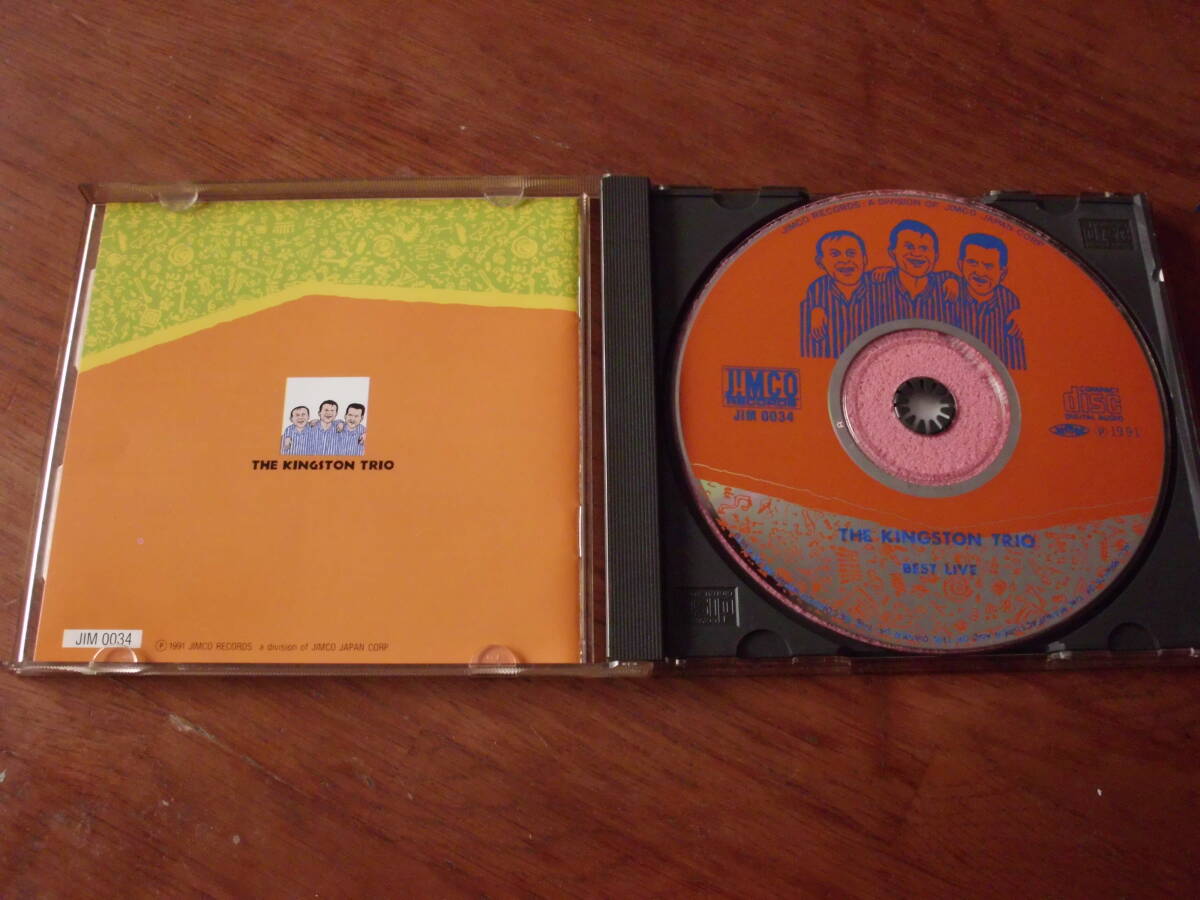 THE KINGSTON TRIO
JIM 0034
℗ 1991 JIMCO RECORDS a division of JIMCO JAPAN CORP.
JIMCO RECORDS A DIVISION OF JIMCO JAPAN CORP.
JIMCO
RECORDS
JIM 0034
COMPACT
disc
DIGITAL AUDIO
℗1991
THE KINGSTON TRIO
BEST LIVE